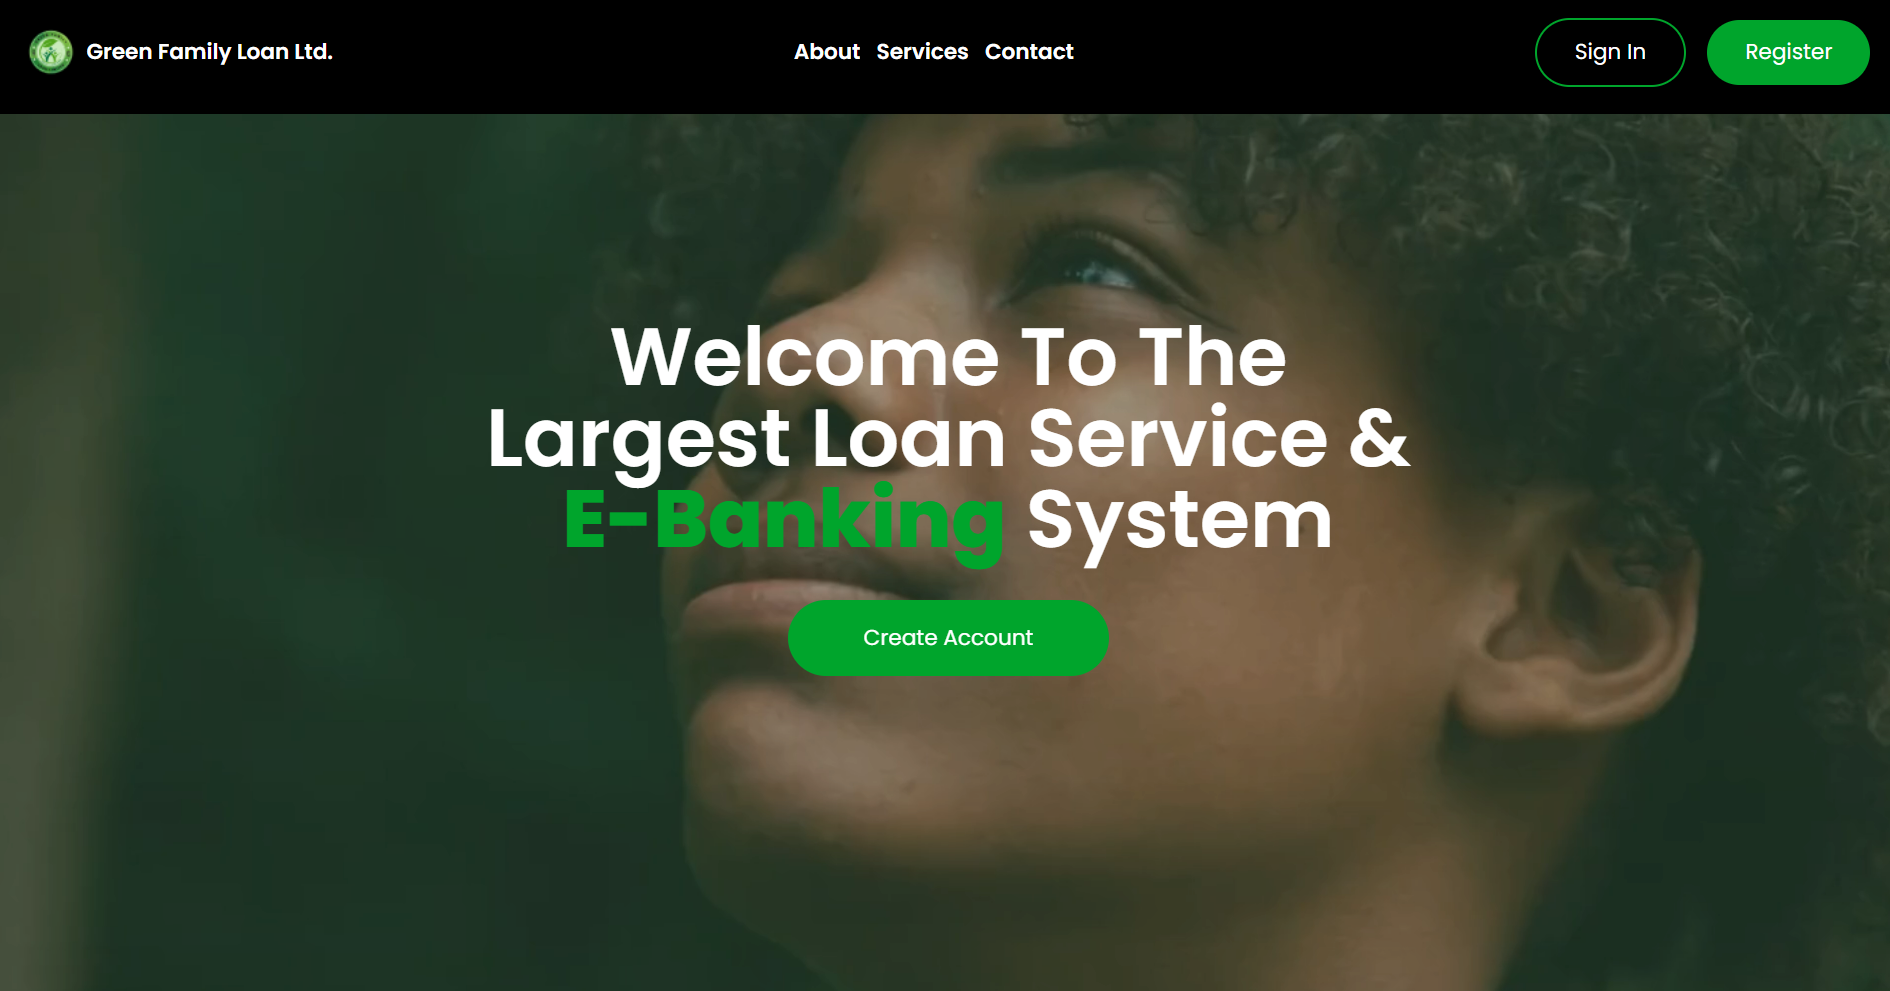 Green Family Loan Ltd.
About Services Contact
Sign In
Register
Welcome To The
Largest Loan Service &
E-Banking System
Create Account